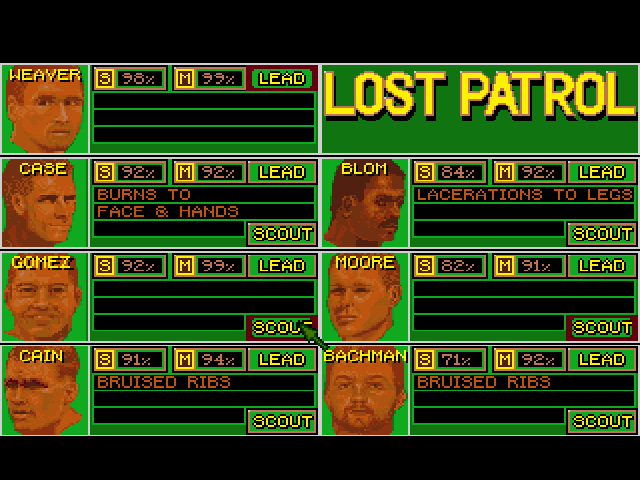 WEAVER S 98% M 99% LEAD
LOST PATROL
CASE S 92% M 92% LEAD
BURNS TO
FACE & HANDS
SCOUT
BLOM S 84% M 92% LEAD
LACERATIONS TO LEGS
SCOUT
GOMEZ S 92% M 99% LEAD
SCOUT
MOORE S 82% M 91% LEAD
SCOUT
CAIN S 91% M 94% LEAD
BRUISED RIBS
SCOUT
BACHMAN S 71% M 92% LEAD
BRUISED RIBS
SCOUT